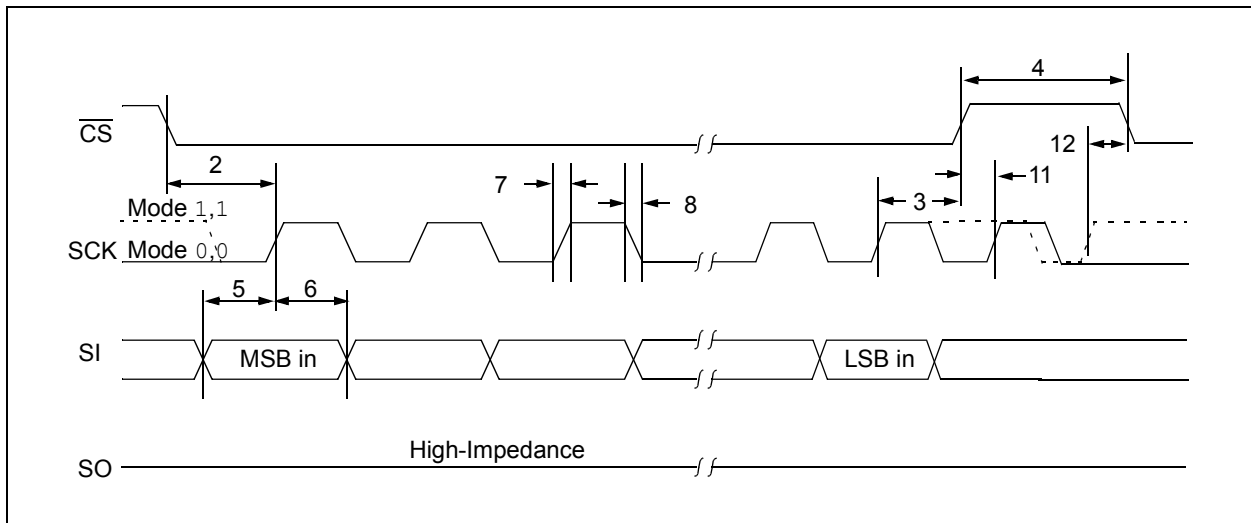 4
CS
12
2
7
8
3
11
Mode 1,1
SCK Mode 0,0
5
6
SI
MSB in
LSB in
High-Impedance
SO